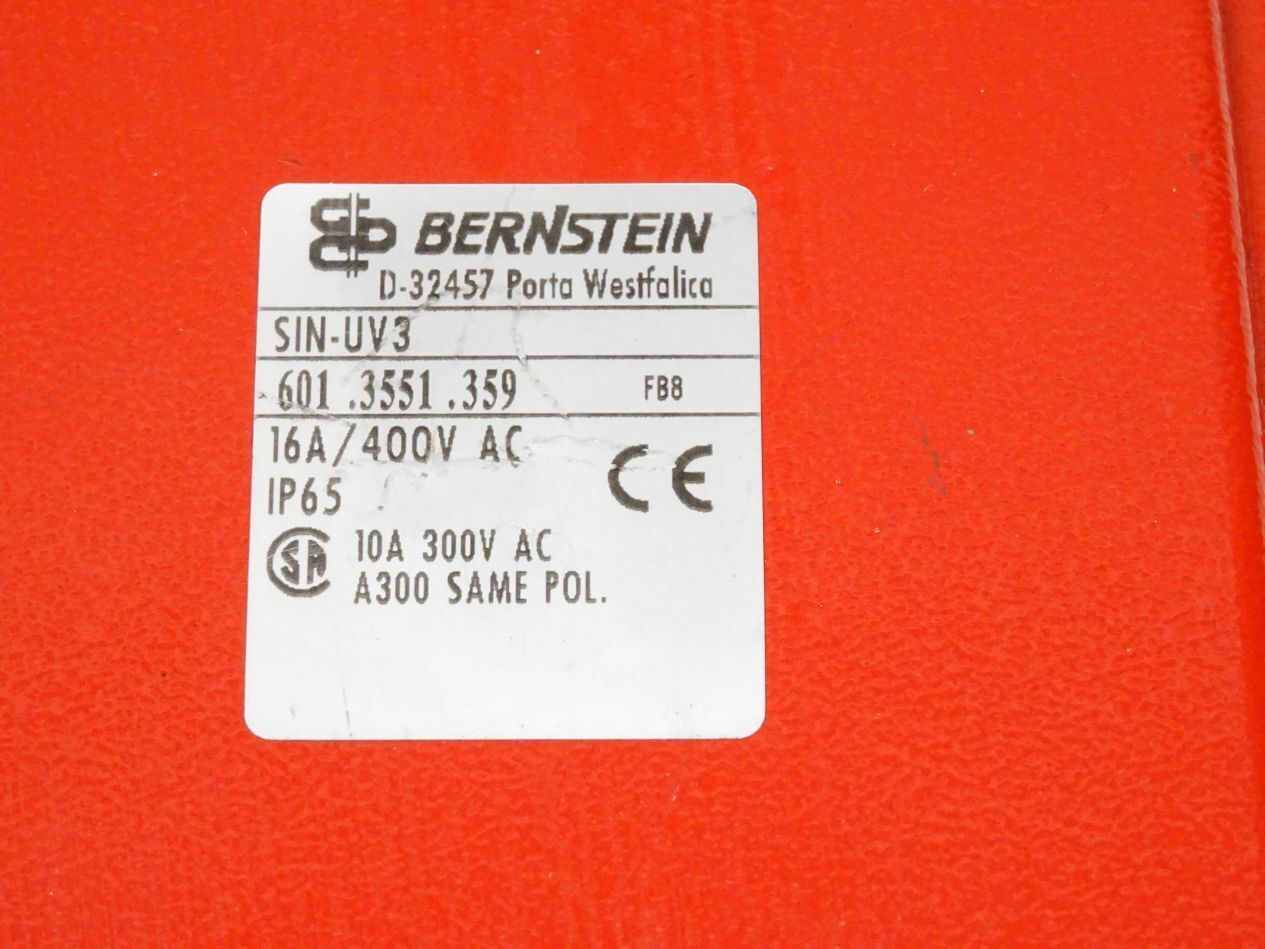 BERNSTEIN
D-32457 Porta Westfalica
SIN-UV3
601 .3551 .359 FB8
16A/400V AC
IP65
CE
SA 10A 300V AC
A300 SAME POL.